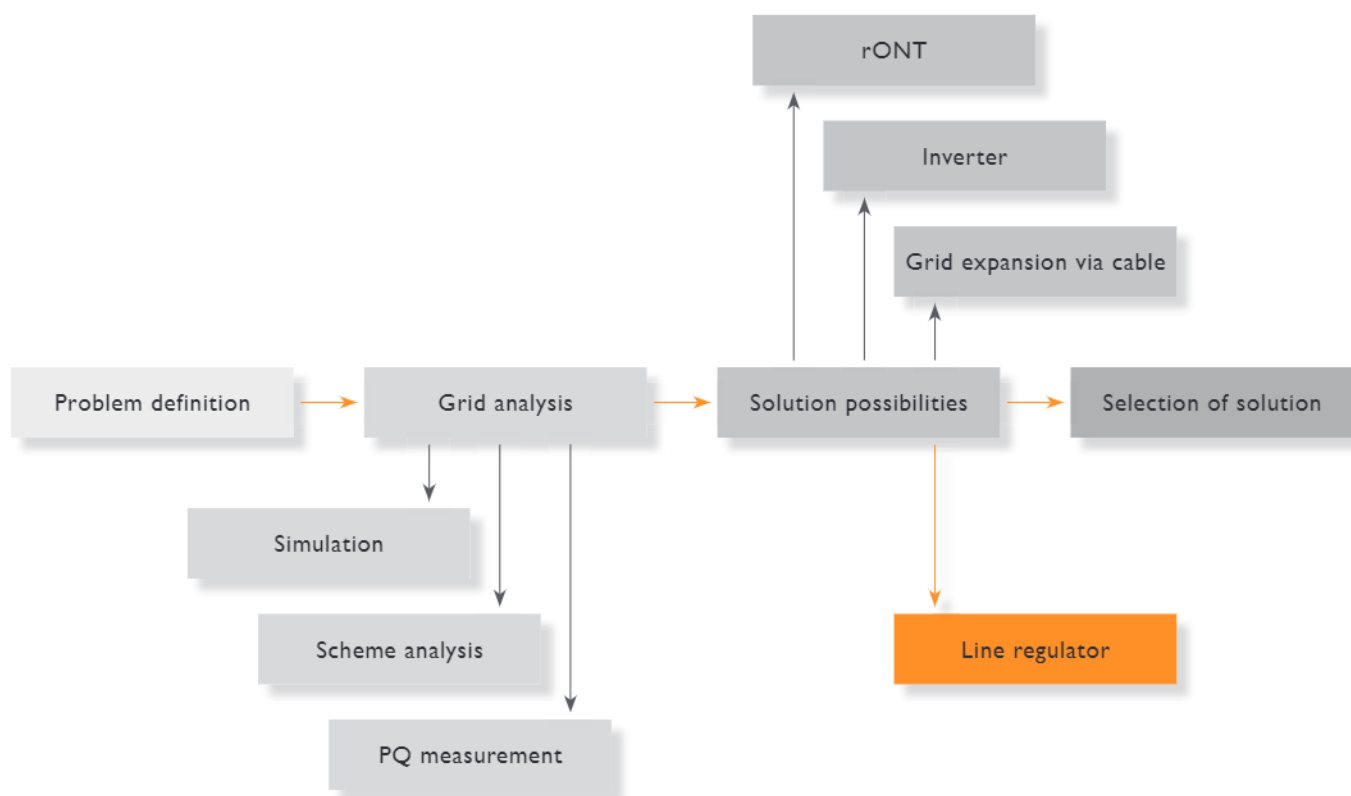 rONT
Inverter
Grid expansion via cable
Problem definition
Grid analysis
Solution possibilities
Selection of solution
Simulation
Scheme analysis
Line regulator
PQ measurement